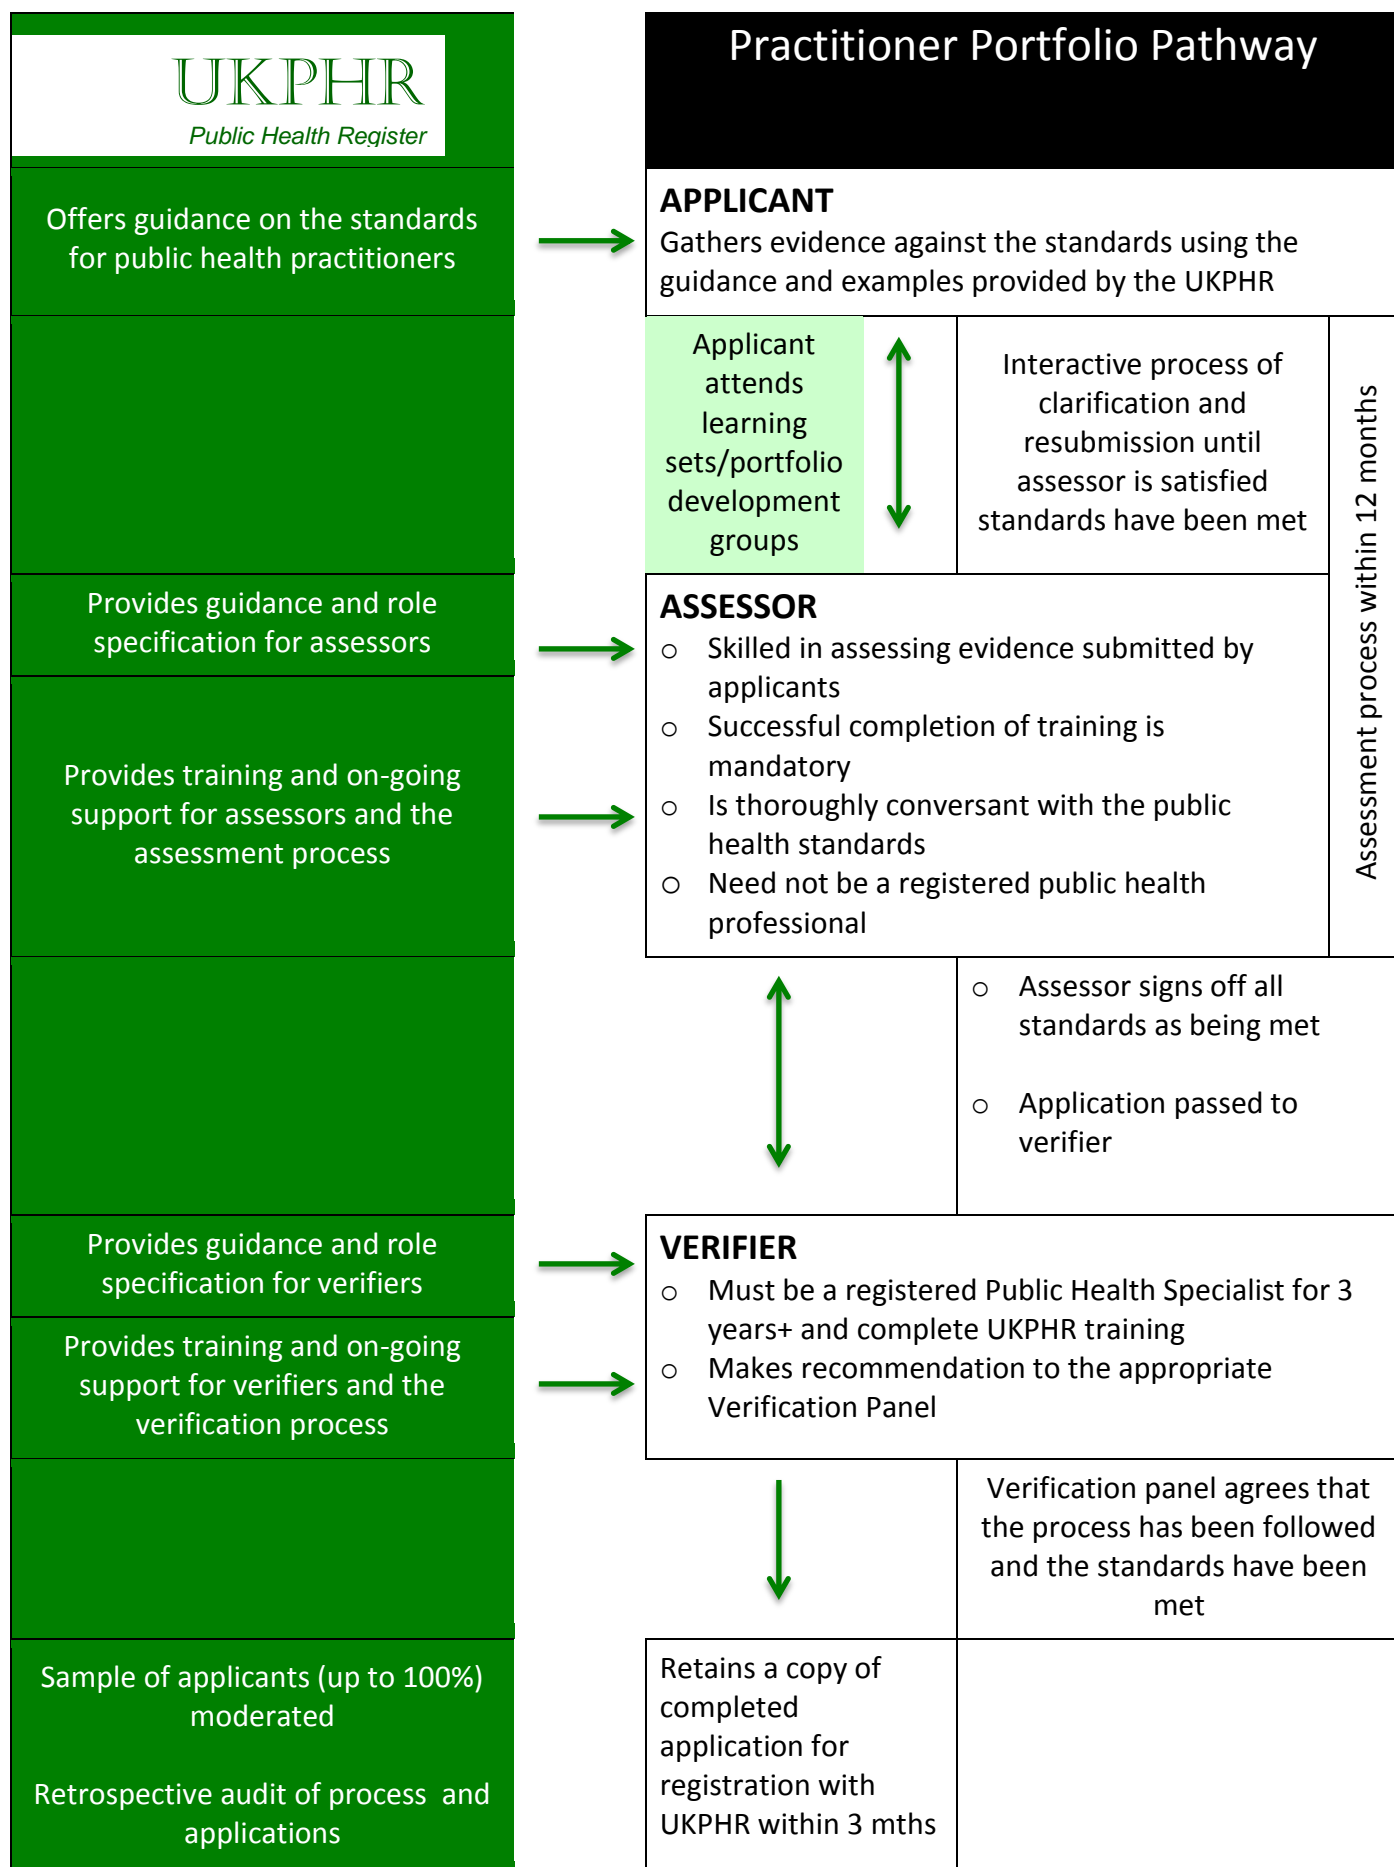 UKPHR
Public Health Register
Practitioner Portfolio Pathway
Offers guidance on the standards
for public health practitioners
APPLICANT
Gathers evidence against the standards using the
guidance and examples provided by the UKPHR
Applicant
attends
learning
sets/portfolio
development
groups
Interactive process of
clarification and
resubmission until
assessor is satisfied
standards have been met
Assessment process within 12 months
Provides guidance and role
specification for assessors
Provides training and on-going
support for assessors and the
assessment process
ASSESSOR
o Skilled in assessing evidence submitted by
applicants
o Successful completion of training is
mandatory
o Is thoroughly conversant with the public
health standards
o Need not be a registered public health
professional
o Assessor signs off all
standards as being met
o Application passed to
verifier
Provides guidance and role
specification for verifiers
Provides training and on-going
support for verifiers and the
verification process
VERIFIER
o Must be a registered Public Health Specialist for 3
years+ and complete UKPHR training
o Makes recommendation to the appropriate
Verification Panel
Verification panel agrees that
the process has been followed
and the standards have been
met
Sample of applicants (up to 100%)
moderated
Retrospective audit of process and
applications
Retains a copy of
completed
application for
registration with
UKPHR within 3 mths